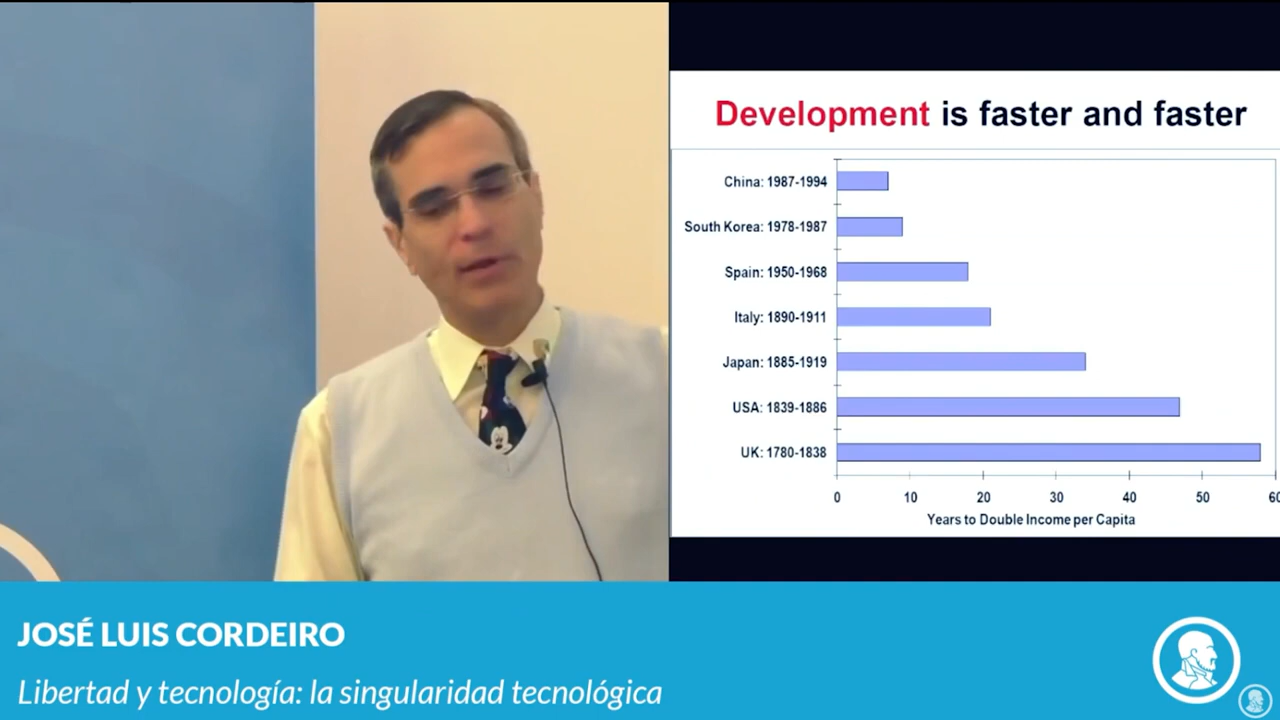 Development is faster and faster
China: 1987-1994
South Korea: 1978-1987
Spain: 1950-1968
Italy: 1890-1911
Japan: 1885-1919
USA: 1839-1886
UK: 1780-1838
0 10 20 30 40 50 60
Years to Double Income per Capita
JOSÉ LUIS CORDEIRO
Libertad y tecnología: la singularidad tecnológica